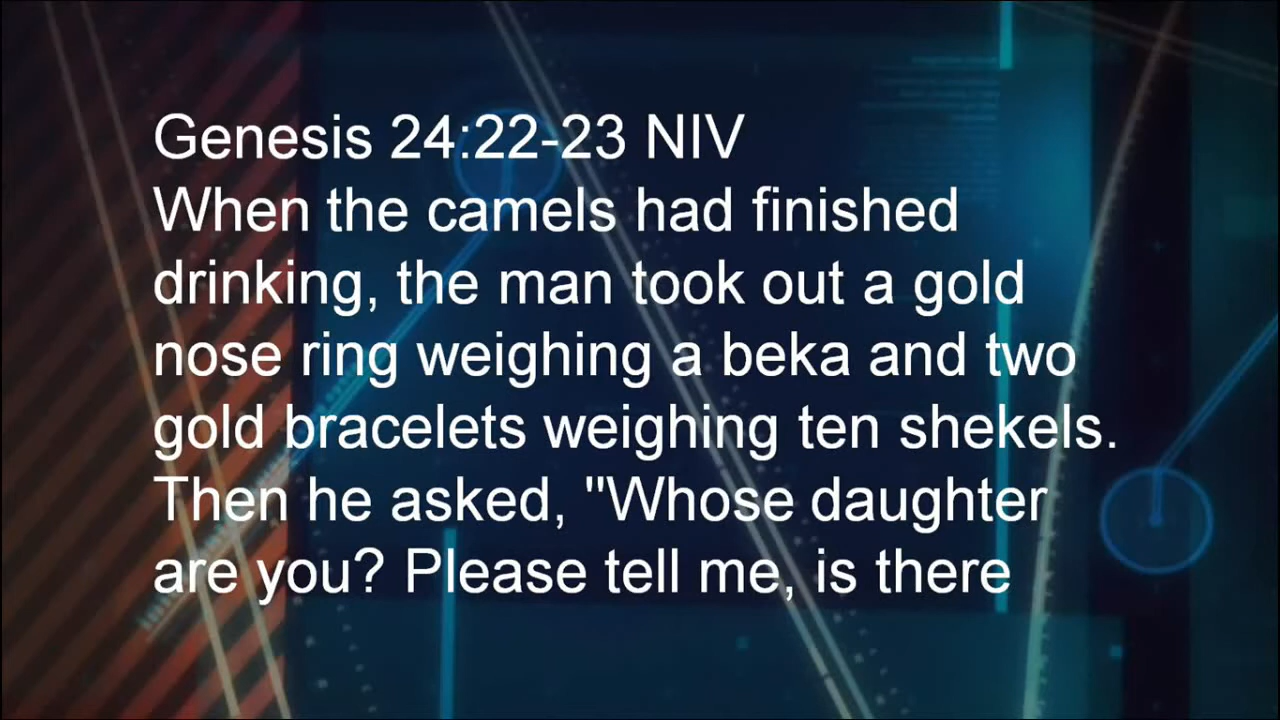 Genesis 24:22-23 NIV
When the camels had finished
drinking, the man took out a gold
nose ring weighing a beka and two
gold bracelets weighing ten shekels.
Then he asked, "Whose daughter
are you? Please tell me, is there